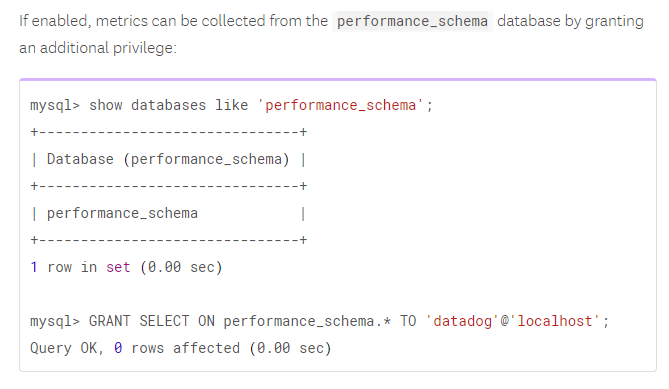 If enabled, metrics can be collected from the performance_schema database by granting
an additional privilege:
mysql> show databases like 'performance_schema';
+-------------------------------+
| Database (performance_schema) |
+-------------------------------+
| performance_schema            |
+-------------------------------+
1 row in set (0.00 sec)
mysql> GRANT SELECT ON performance_schema.* TO 'datadog'@'localhost';
Query OK, 0 rows affected (0.00 sec)